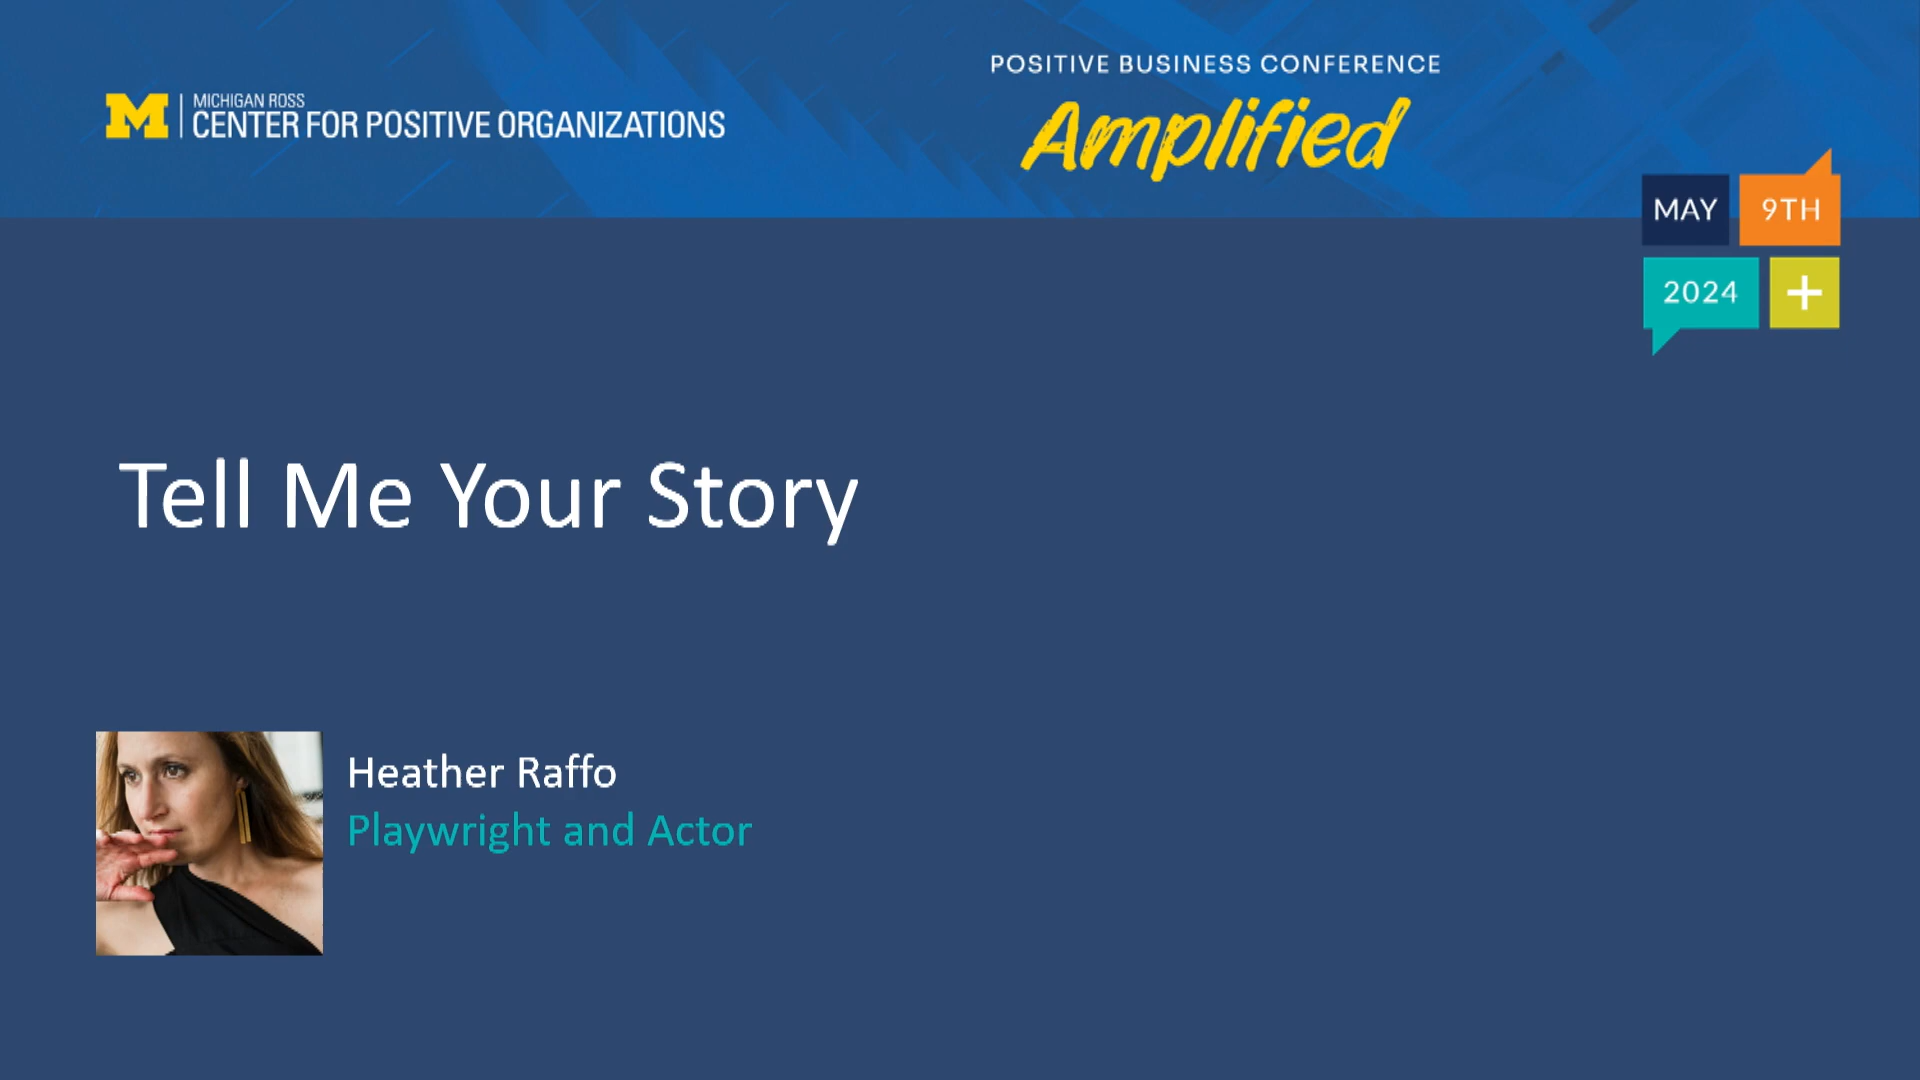 MICHIGAN ROSS
CENTER FOR POSITIVE ORGANIZATIONS
POSITIVE BUSINESS CONFERENCE
Amplified
MAY 9TH
2024 +
Tell Me Your Story
Heather Raffo
Playwright and Actor